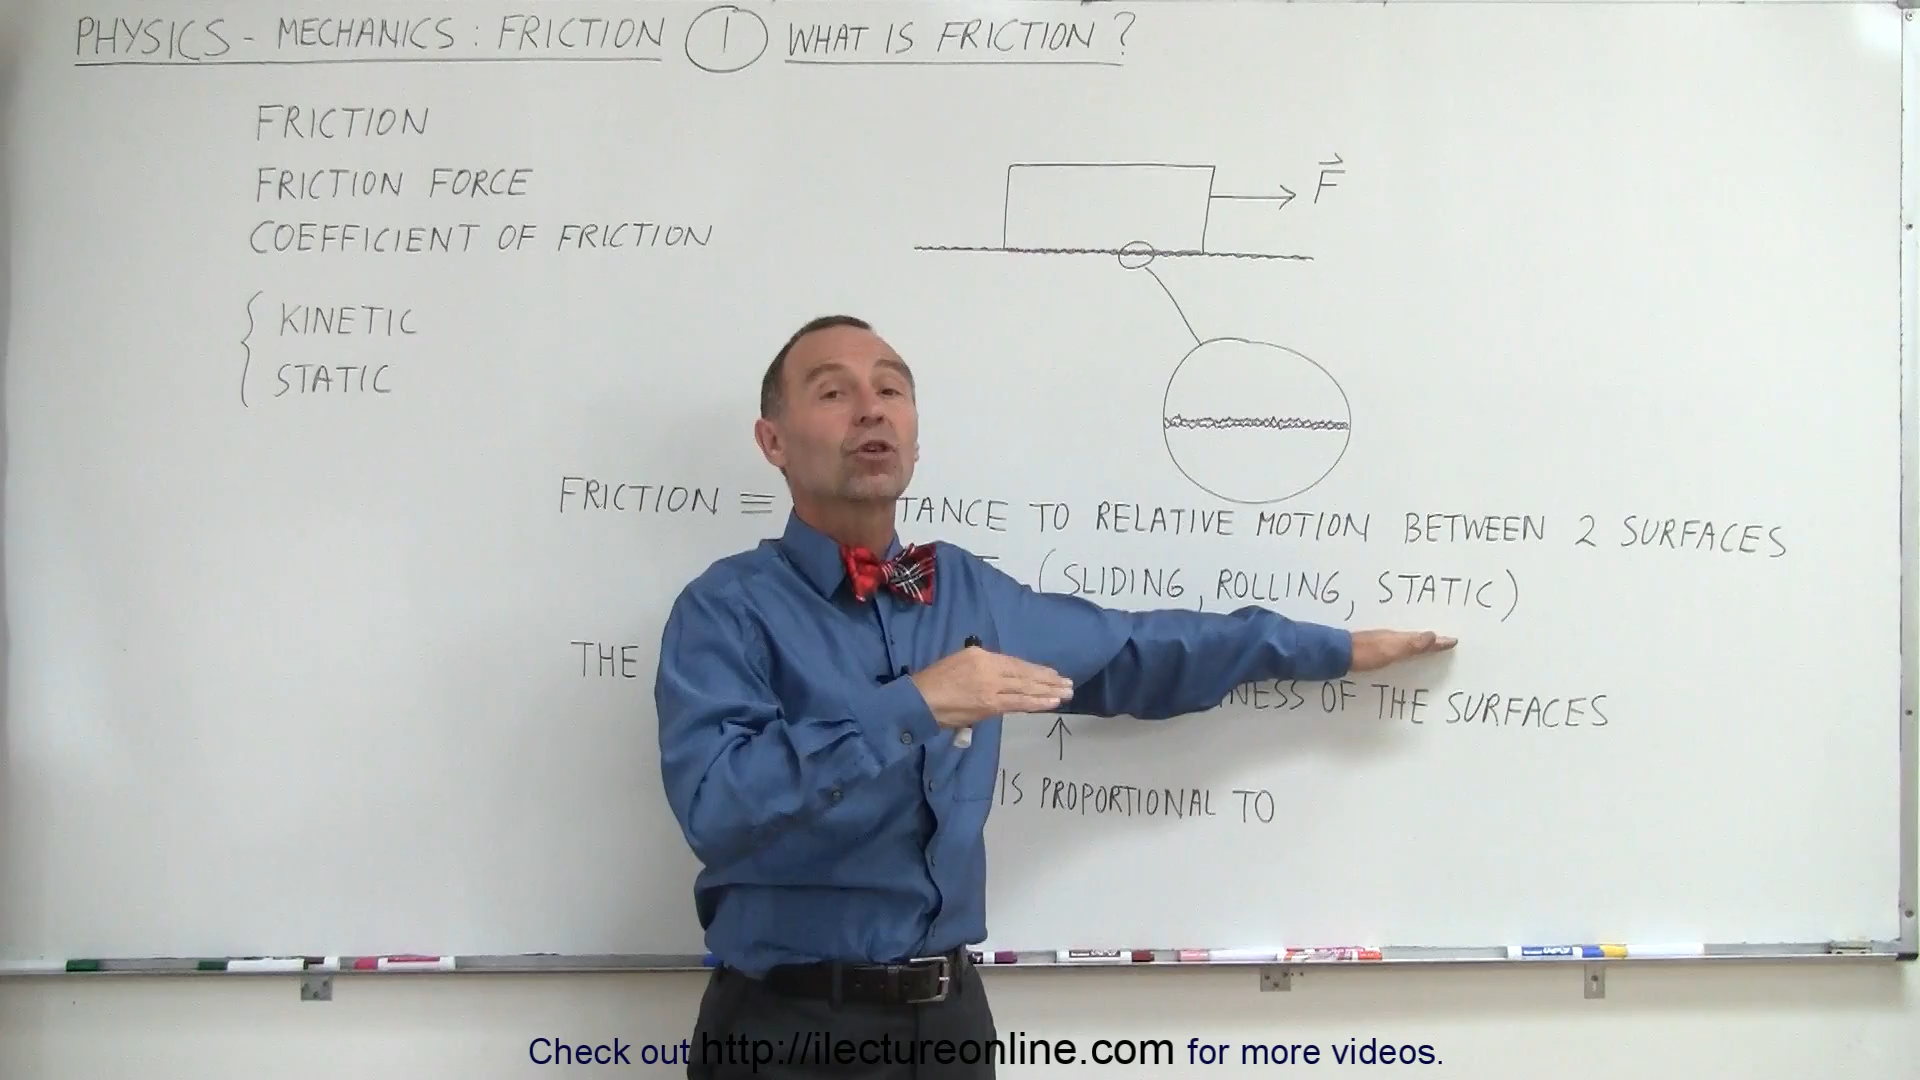 PHYSICS - MECHANICS: FRICTION 1 WHAT IS FRICTION?
FRICTION
FRICTION FORCE
COEFFICIENT OF FRICTION
KINETIC
STATIC
F
FRICTION ≡ TANCE TO RELATIVE MOTION BETWEEN 2 SURFACES
(SLIDING, ROLLING, STATIC)
THE NESS OF THE SURFACES
IS PROPORTIONAL TO
Check out http://ilectureonline.com for more videos.